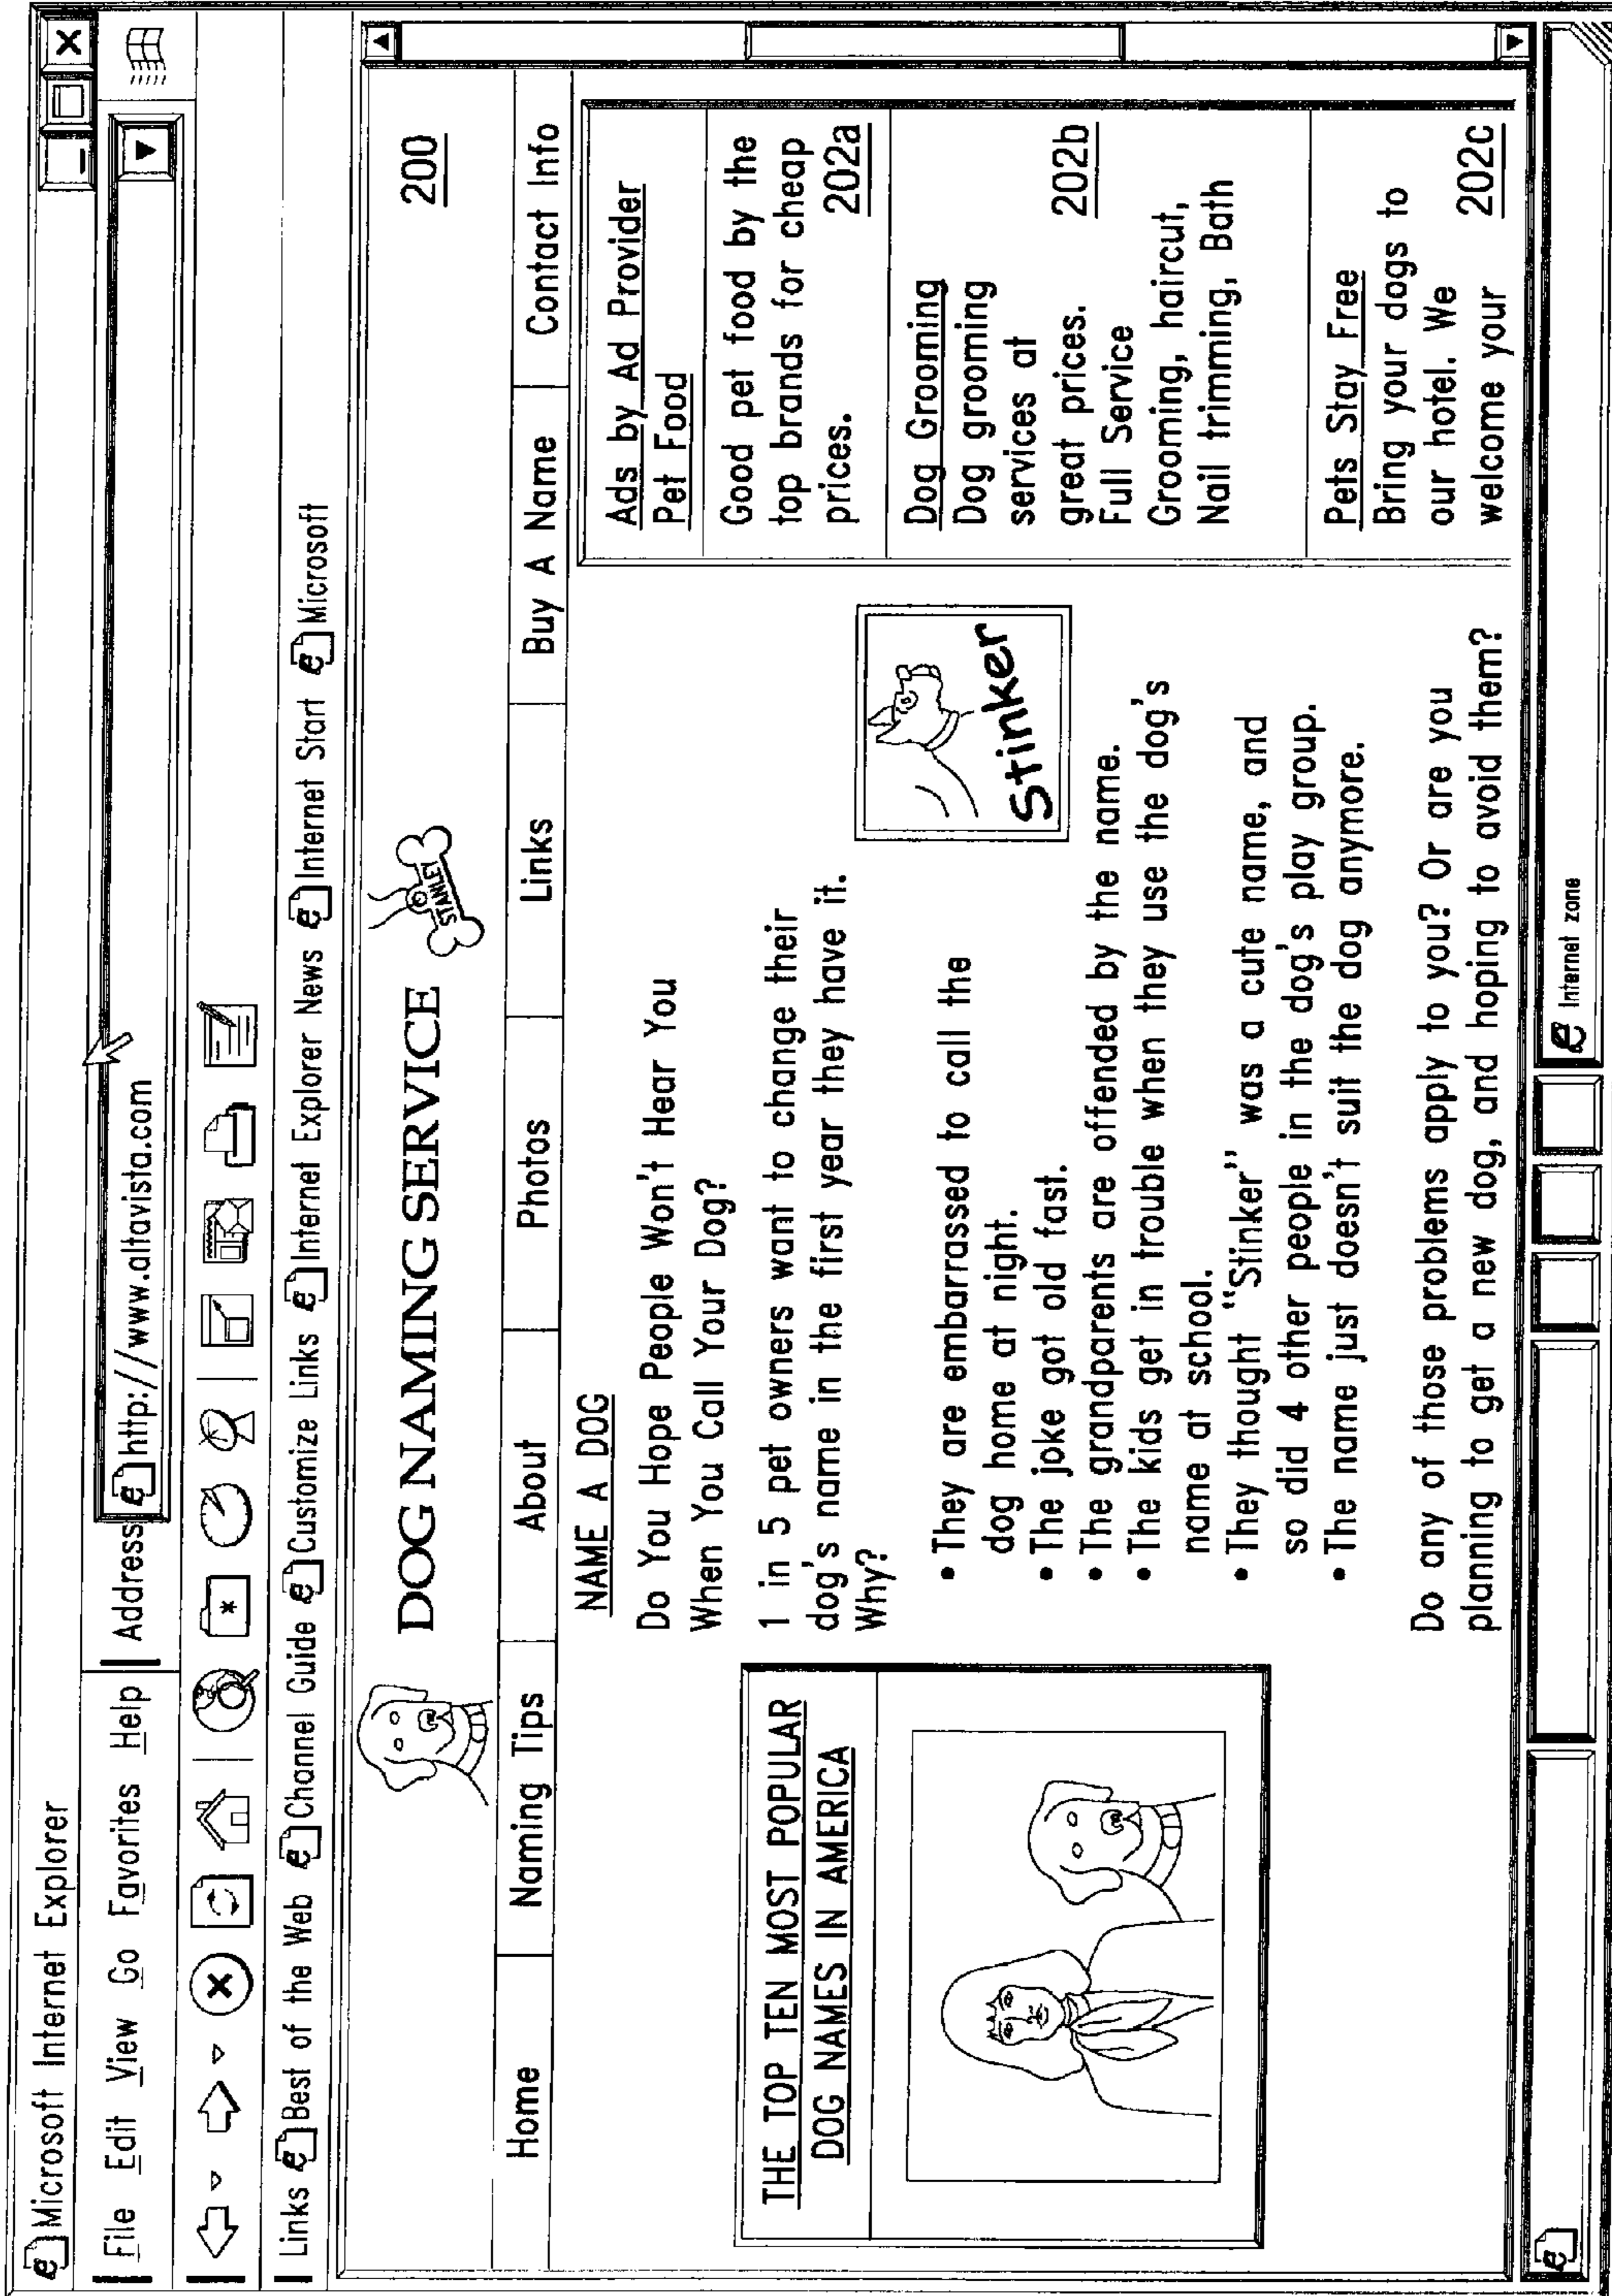 Microsoft Internet Explorer
File Edit View Go Favorites Help
Address http://www.altavista.com
Links Best of the Web Channel Guide Customize Links Internet Explorer News Internet Start Microsoft
DOG NAMING SERVICE
STANLEY
200
Home Naming Tips About Photos Links Buy A Name Contact Info
THE TOP TEN MOST POPULAR
DOG NAMES IN AMERICA
NAME A DOG
Do You Hope People Won't Hear You
When You Call Your Dog?
1 in 5 pet owners want to change their
dog's name in the first year they have it.
Why?
• They are embarrassed to call the
dog home at night.
• The joke got old fast.
• The grandparents are offended by the name.
• The kids get in trouble when they use the dog's
name at school.
• They thought "Stinker" was a cute name, and
so did 4 other people in the dog's play group.
• The name just doesn't suit the dog anymore.
Do any of those problems apply to you? Or are you
planning to get a new dog, and hoping to avoid them?
Stinker
Ads by Ad Provider
Pet Food
Good pet food by the
top brands for cheap
prices. 202a
Dog Grooming
Dog grooming
services at
great prices. 202b
Full Service
Grooming, haircut,
Nail trimming, Bath
Pets Stay Free
Bring your dogs to
our hotel. We
welcome your 202c
Internet zone